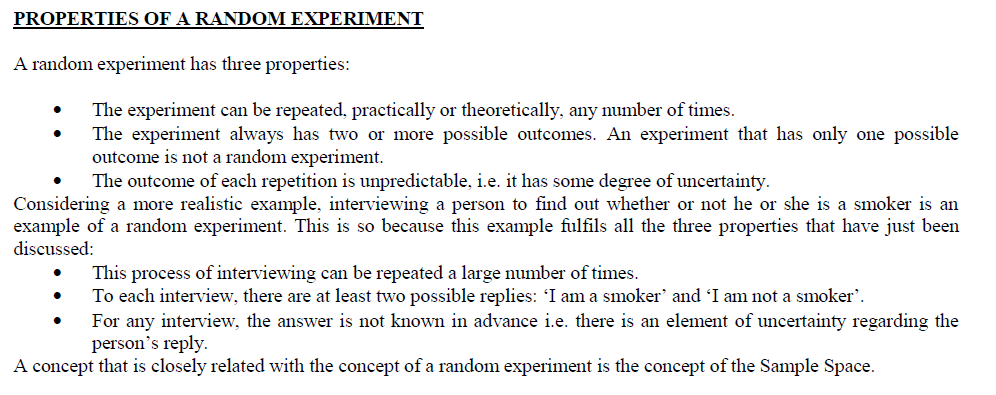 PROPERTIES OF A RANDOM EXPERIMENT
A random experiment has three properties:
• The experiment can be repeated, practically or theoretically, any number of times.
• The experiment always has two or more possible outcomes. An experiment that has only one possible
outcome is not a random experiment.
• The outcome of each repetition is unpredictable, i.e. it has some degree of uncertainty.
Considering a more realistic example, interviewing a person to find out whether or not he or she is a smoker is an
example of a random experiment. This is so because this example fulfils all the three properties that have just been
discussed:
• This process of interviewing can be repeated a large number of times.
• To each interview, there are at least two possible replies: ‘I am a smoker’ and ‘I am not a smoker’.
• For any interview, the answer is not known in advance i.e. there is an element of uncertainty regarding the
person’s reply.
A concept that is closely related with the concept of a random experiment is the concept of the Sample Space.